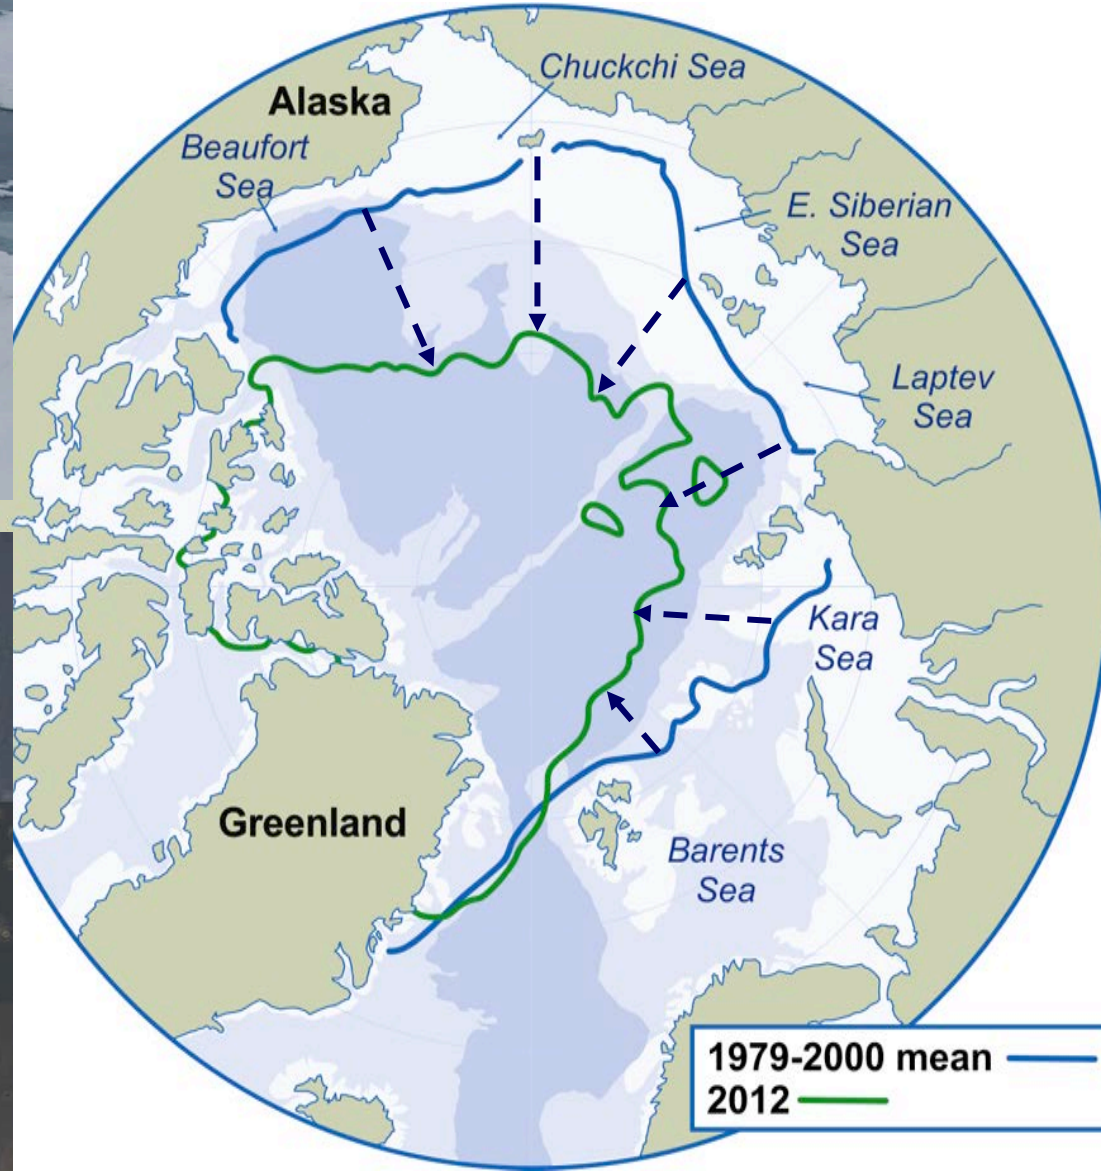 Chuckchi Sea
Alaska
Beaufort
Sea
E. Siberian
Sea
Laptev
Sea
Kara
Sea
Greenland
Barents
Sea
1979-2000 mean
2012